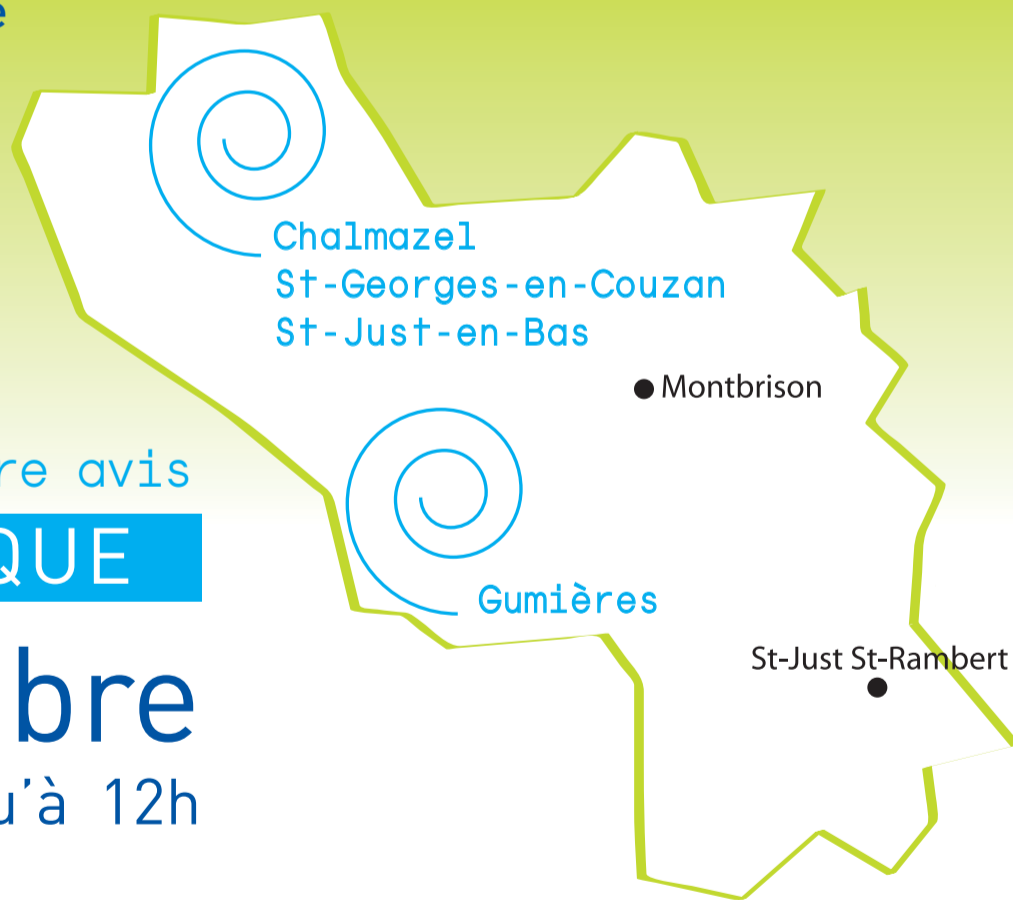 e
Chalmazel
St-Georges-en-Couzan
St-Just-en-Bas
Montbrison
re avis
QUE
Gumières
St-Just St-Rambert
bre
u'à 12h